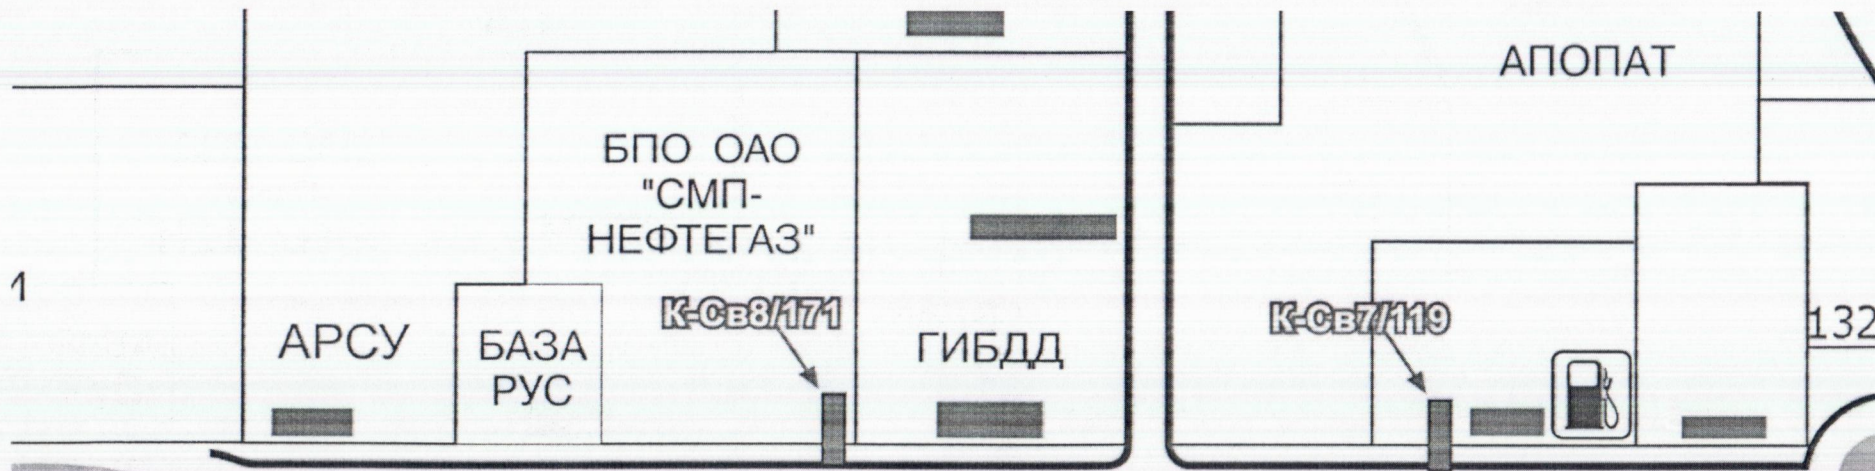 АПОПАТ
БПО ОАО
"СМП-
НЕФТЕГАЗ"
1
К-Св8/171
К-Св7/119
132
АРСУ
БАЗА
РУС
ГИБДД